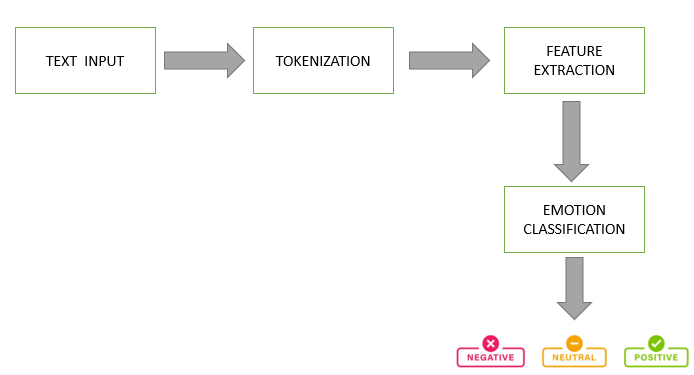 TEXT  INPUT
TOKENIZATION
FEATURE
EXTRACTION
EMOTION
CLASSIFICATION
NEGATIVE
NEUTRAL
POSITIVE